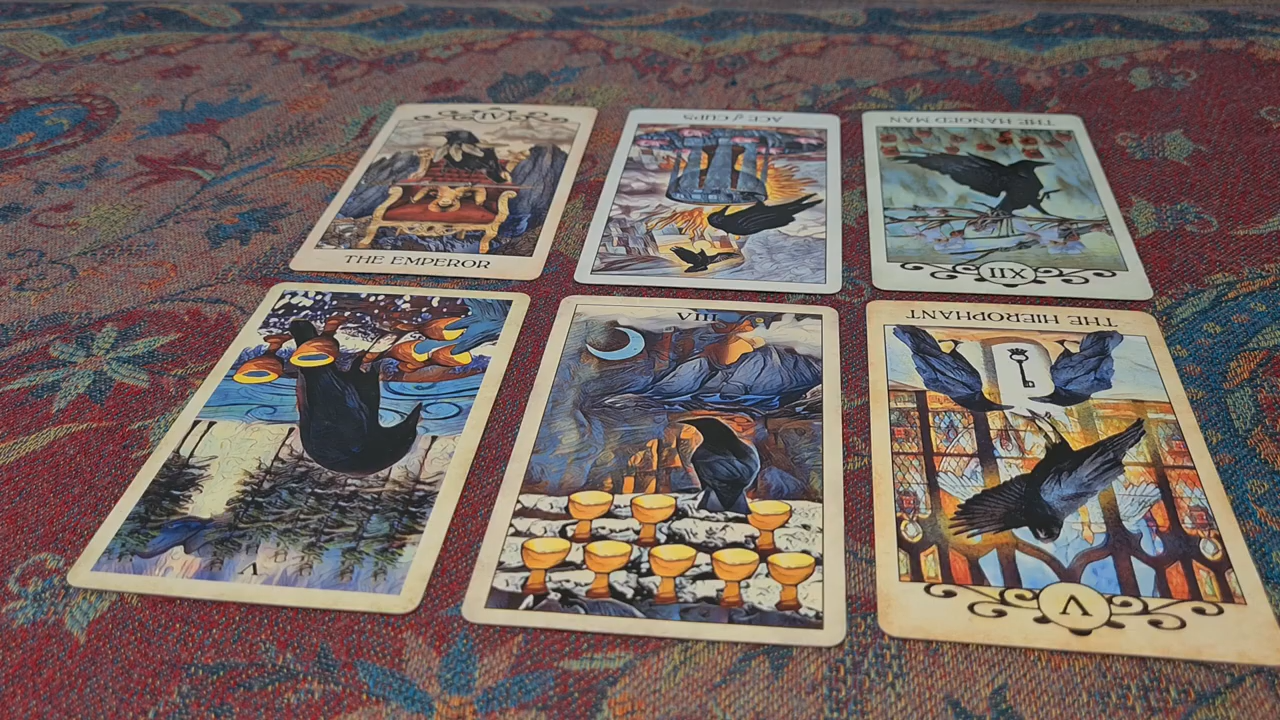 IV
THE EMPEROR
ACE of CUPS
THE HANGED MAN
XII
V
VIII
THE HIEROPHANT
V